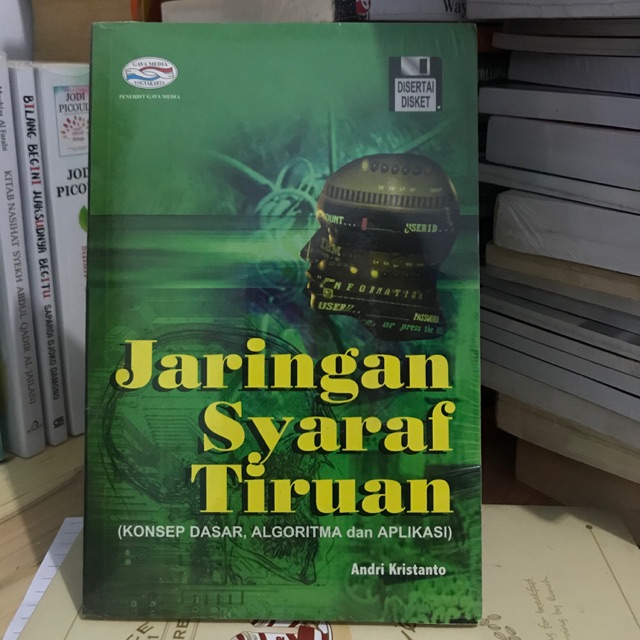 GAVA MEDIA
YOGYAKARTA
PENERBIT GAVA MEDIA
DISERTAI
DISKET
USERID...
INFORMATION
USER
PASSWORD
or press the
Jaringan
Syaraf
Tiruan
(KONSEP DASAR, ALGORITMA dan APLIKASI)
Andri Kristanto
KITAB NASIHAT SYEKH ABDUL QADIR AL-JAILANI
BILANG BEGINI MAKSUDNYA BEGITU
SAPARDI DJOKO DAMONO
JODI
PICOULT
JODI
PICO